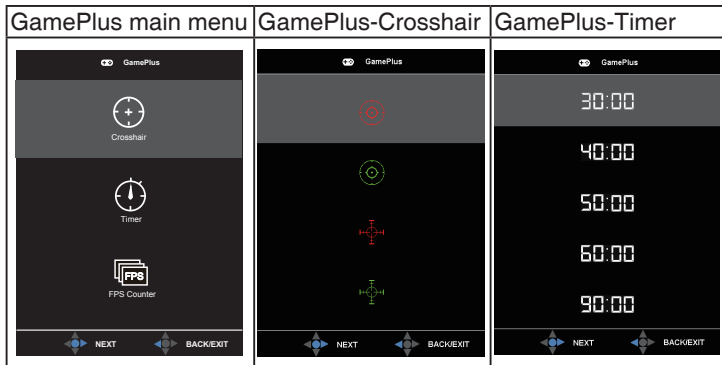 GamePlus main menu
GamePlus-Crosshair
GamePlus-Timer
GamePlus
Crosshair
Timer
FPS
FPS Counter
NEXT BACK/EXIT
GamePlus
NEXT BACK/EXIT
GamePlus
30:00
40:00
50:00
60:00
90:00
NEXT BACK/EXIT